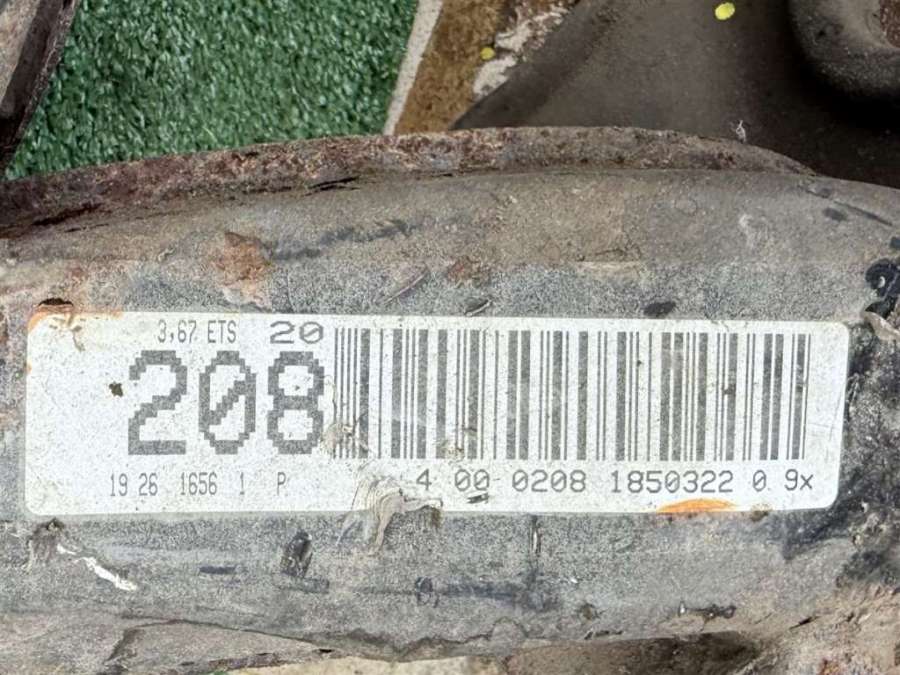 3,67 ETS 20
208
19 26 1656 1 P
4 00 0208 1850322 0 9x